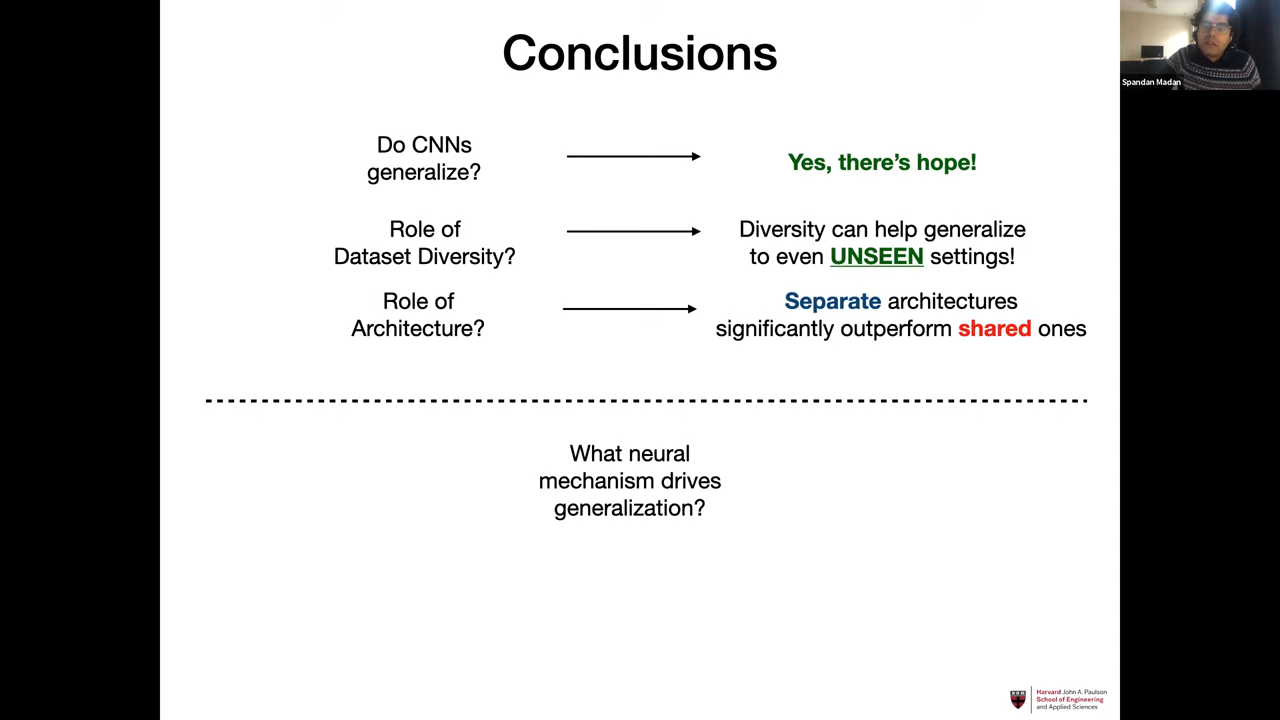 Conclusions
Do CNNs
generalize?
Yes, there's hope!
Role of
Dataset Diversity?
Diversity can help generalize
to even UNSEEN settings!
Role of
Architecture?
Separate architectures
significantly outperform shared ones
What neural
mechanism drives
generalization?
Spandan Madan
Harvard John A. Paulson
School of Engineering
and Applied Sciences